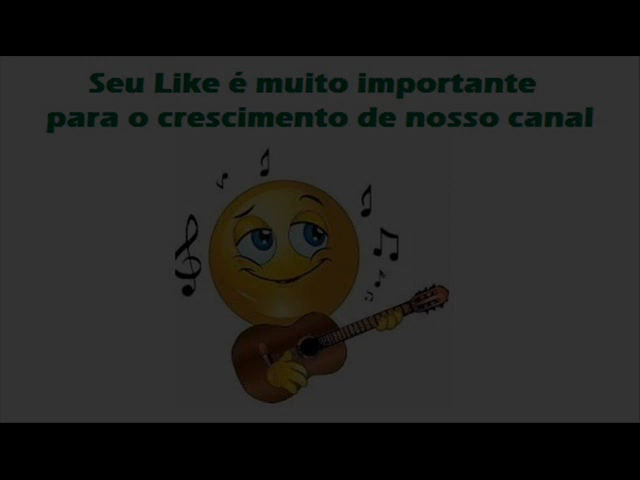 Seu Like é muito importante
para o crescimento de nosso canal